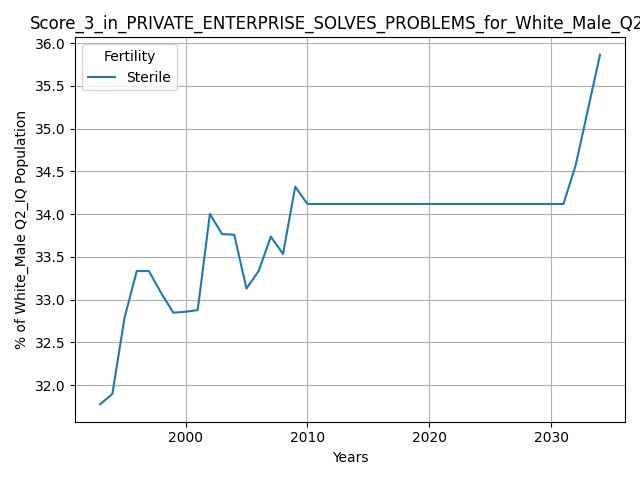 Score_3_in_PRIVATE_ENTERPRISE_SOLVES_PROBLEMS_for_White_Male_Q2
Fertility
Sterile
36.0
35.5
35.0
34.5
34.0
33.5
33.0
32.5
32.0
% of White_Male Q2_IQ Population
2000 2010 2020 2030
Years